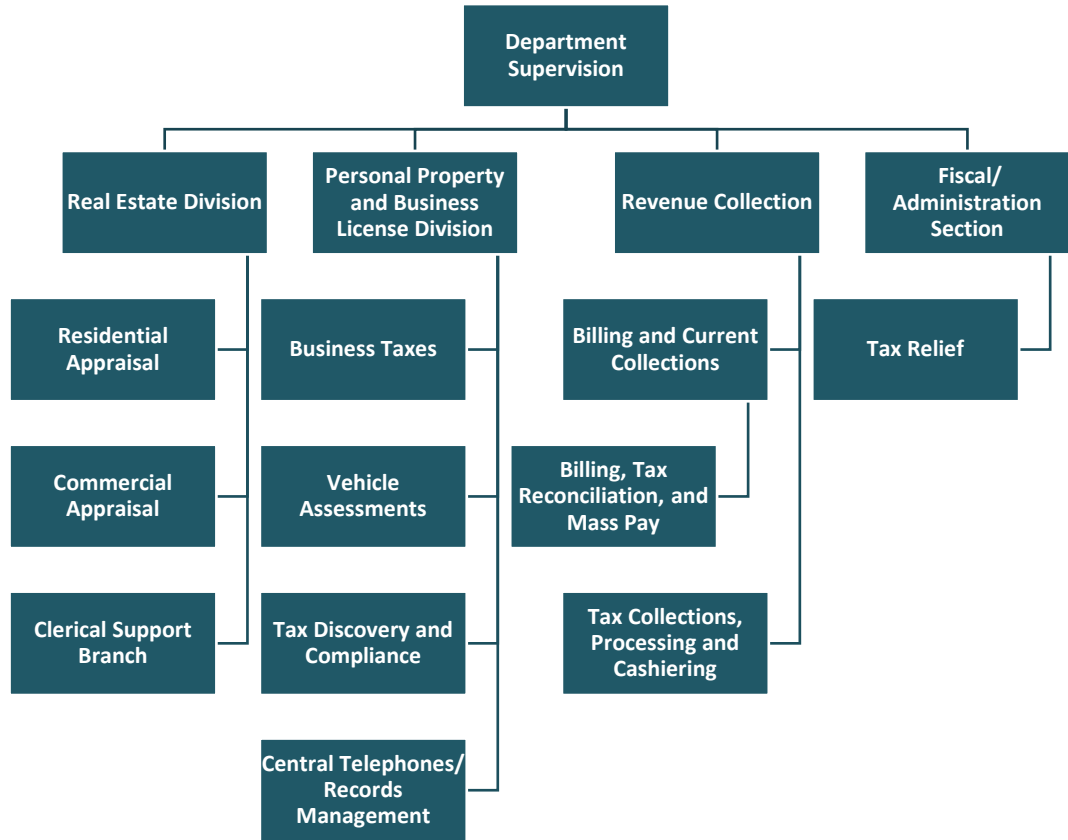 Department
Supervision
Real Estate Division
Personal Property
and Business
License Division
Revenue Collection
Fiscal/
Administration
Section
Residential
Appraisal
Business Taxes
Billing and Current
Collections
Tax Relief
Commercial
Appraisal
Vehicle
Assessments
Billing, Tax
Reconciliation, and
Mass Pay
Clerical Support
Branch
Tax Discovery and
Compliance
Tax Collections,
Processing and
Cashiering
Central Telephones/
Records
Management